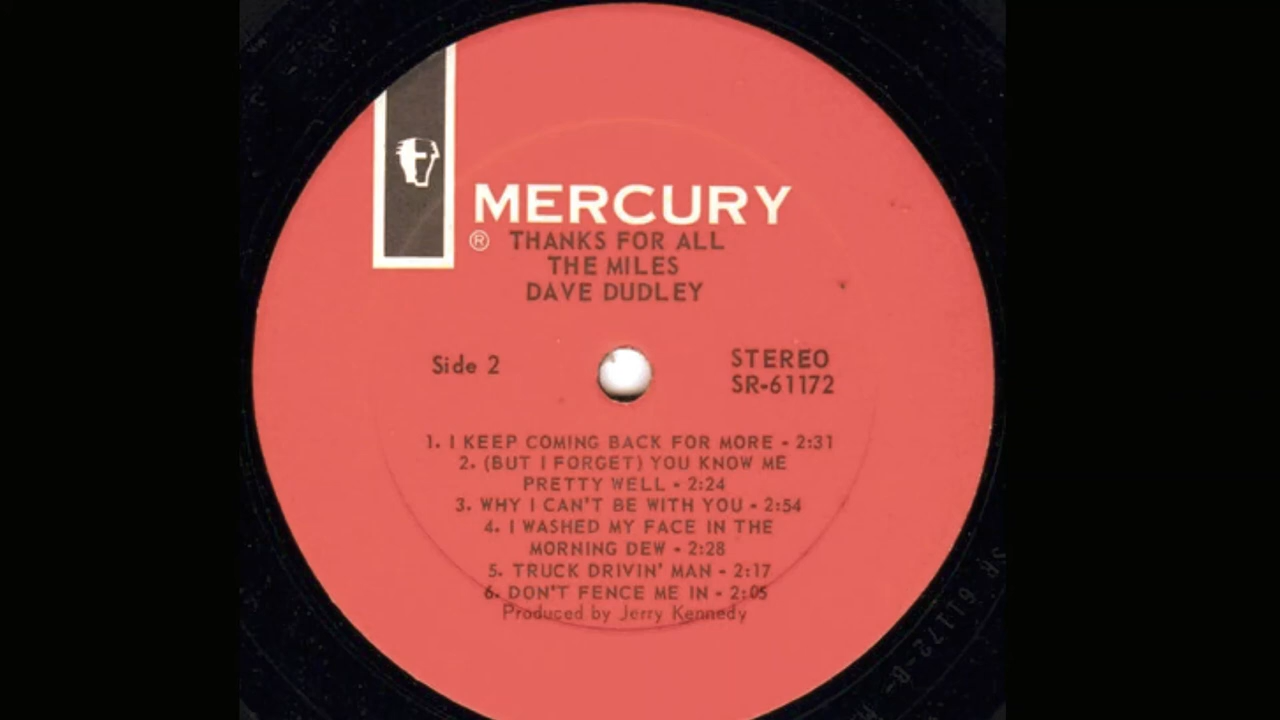 MERCURY
® THANKS FOR ALL
THE MILES
DAVE DUDLEY
Side 2
STEREO
SR-61172
1. I KEEP COMING BACK FOR MORE - 2:31
2. (BUT I FORGET) YOU KNOW ME
PRETTY WELL - 2:24
3. WHY I CAN'T BE WITH YOU - 2:54
4. I WASHED MY FACE IN THE
MORNING DEW - 2:28
5. TRUCK DRIVIN' MAN - 2:17
6. DON'T FENCE ME IN - 2:05
Produced by Jerry Kennedy
SR 61172-B-